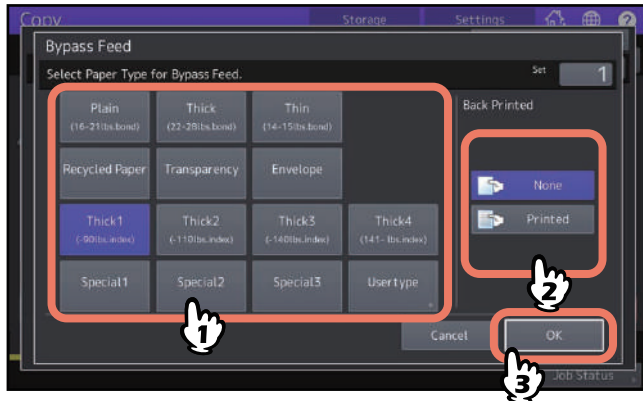 Copy
Storage
Settings
Bypass Feed
Select Paper Type for Bypass Feed.
Set
1
Plain
(16-21lbs.bond)
Thick
(22-28lbs.bond)
Thin
(14-15lbs.bond)
Back Printed
Recycled Paper
Transparency
Envelope
None
Thick1
(-90lbs.index)
Thick2
(-110lbs.index)
Thick3
(-140lbs.index)
Thick4
(141- lbs.index)
Printed
Special1
Special2
Special3
Usertype
1
2
Cancel
OK
3
Job Status